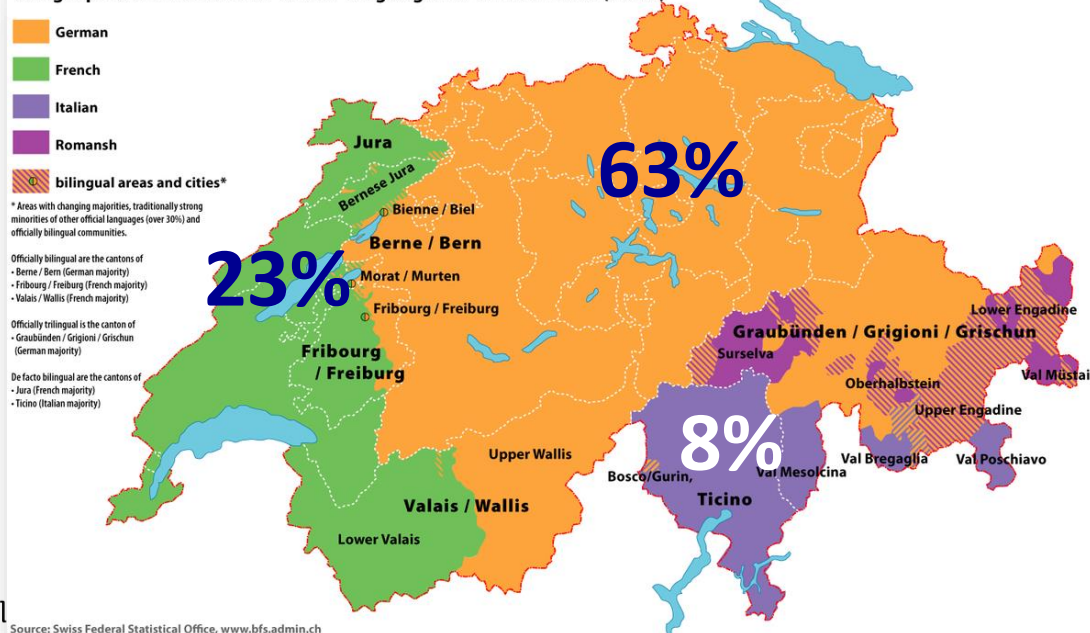 German
French
Italian
Romansh
bilingual areas and cities*
* Areas with changing majorities, traditionally strong
minorities of other official languages (over 30%) and
officially bilingual communities.
Officially bilingual are the cantons of
• Berne / Bern (German majority)
• Fribourg / Freiburg (French majority)
• Valais / Wallis (French majority)
Officially trilingual is the canton of
• Graubünden / Grigioni / Grischun
(German majority)
De facto bilingual are the cantons of
• Jura (French majority)
• Ticino (Italian majority)
Jura
Bernese Jura
Bienne / Biel
Berne / Bern
63%
23%
Morat / Murten
Fribourg / Freiburg
Fribourg
/ Freiburg
Lower Engadine
Graubünden / Grigioni / Grischun
Surselva
Val Müstai
Oberhalbstein
Upper Engadine
8%
Upper Wallis
Val Bregaglia
Val Poschiavo
Bosco/Gurin,
Val Mesolcina
Ticino
Valais / Wallis
Lower Valais
Source: Swiss Federal Statistical Office, www.bfs.admin.ch